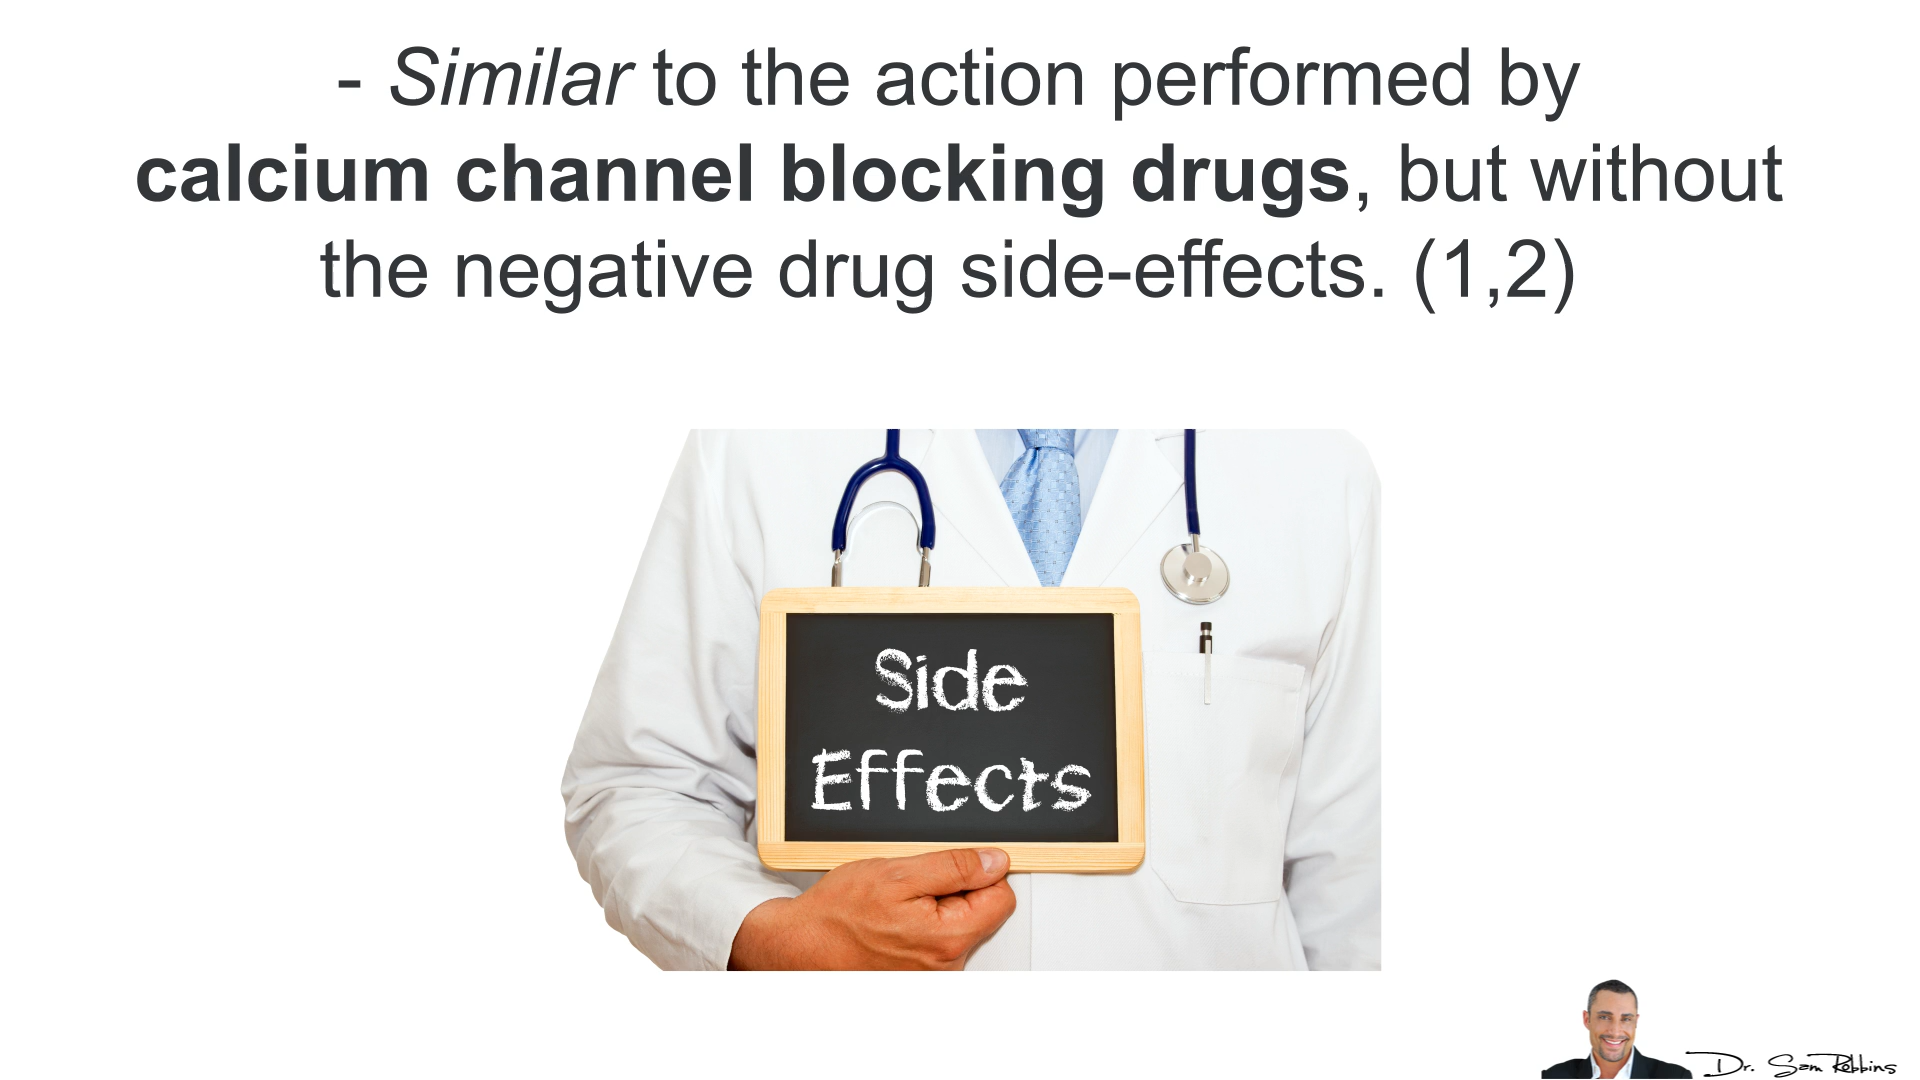 - Similar to the action performed by
calcium channel blocking drugs, but without
the negative drug side-effects. (1,2)
Side
Effects
Dr. Sam Robbins